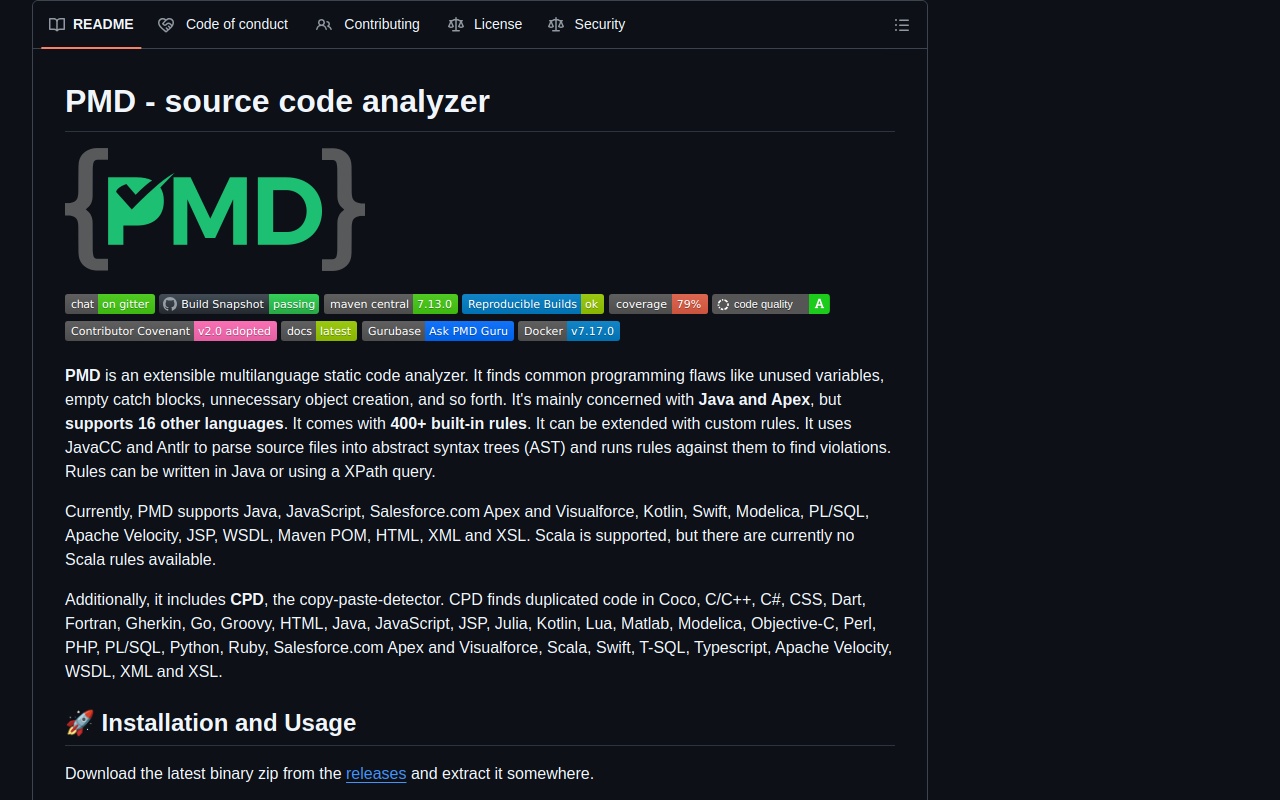 README Code of conduct Contributing License Security
PMD - source code analyzer
{PMD}
chat on gitter Build Snapshot passing maven central 7.13.0 Reproducible Builds ok coverage 79% code quality A
Contributor Covenant v2.0 adopted docs latest Gurubase Ask PMD Guru Docker v7.17.0
PMD is an extensible multilanguage static code analyzer. It finds common programming flaws like unused variables,
empty catch blocks, unnecessary object creation, and so forth. It's mainly concerned with Java and Apex, but
supports 16 other languages. It comes with 400+ built-in rules. It can be extended with custom rules. It uses
JavaCC and Antlr to parse source files into abstract syntax trees (AST) and runs rules against them to find violations.
Rules can be written in Java or using a XPath query.
Currently, PMD supports Java, JavaScript, Salesforce.com Apex and Visualforce, Kotlin, Swift, Modelica, PL/SQL,
Apache Velocity, JSP, WSDL, Maven POM, HTML, XML and XSL. Scala is supported, but there are currently no
Scala rules available.
Additionally, it includes CPD, the copy-paste-detector. CPD finds duplicated code in Coco, C/C++, C#, CSS, Dart,
Fortran, Gherkin, Go, Groovy, HTML, Java, JavaScript, JSP, Julia, Kotlin, Lua, Matlab, Modelica, Objective-C, Perl,
PHP, PL/SQL, Python, Ruby, Salesforce.com Apex and Visualforce, Scala, Swift, T-SQL, Typescript, Apache Velocity,
WSDL, XML and XSL.
🚀 Installation and Usage
Download the latest binary zip from the releases and extract it somewhere.